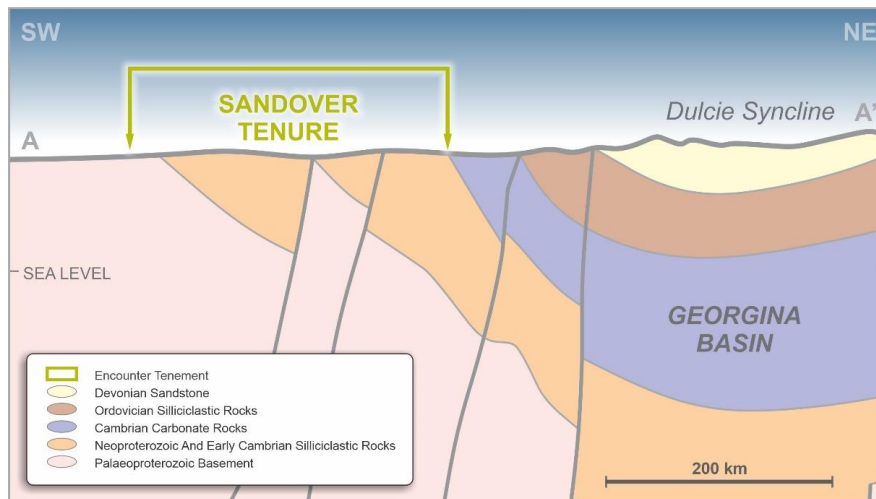 SW
NE
SANDOVER
TENURE
Dulcie Syncline
A
A'
SEA LEVEL
GEORGINA
BASIN
Encounter Tenement
Devonian Sandstone
Ordovician Silliciclastic Rocks
Cambrian Carbonate Rocks
Neoproterozoic And Early Cambrian Silliciclastic Rocks
Palaeoproterozoic Basement
200 km